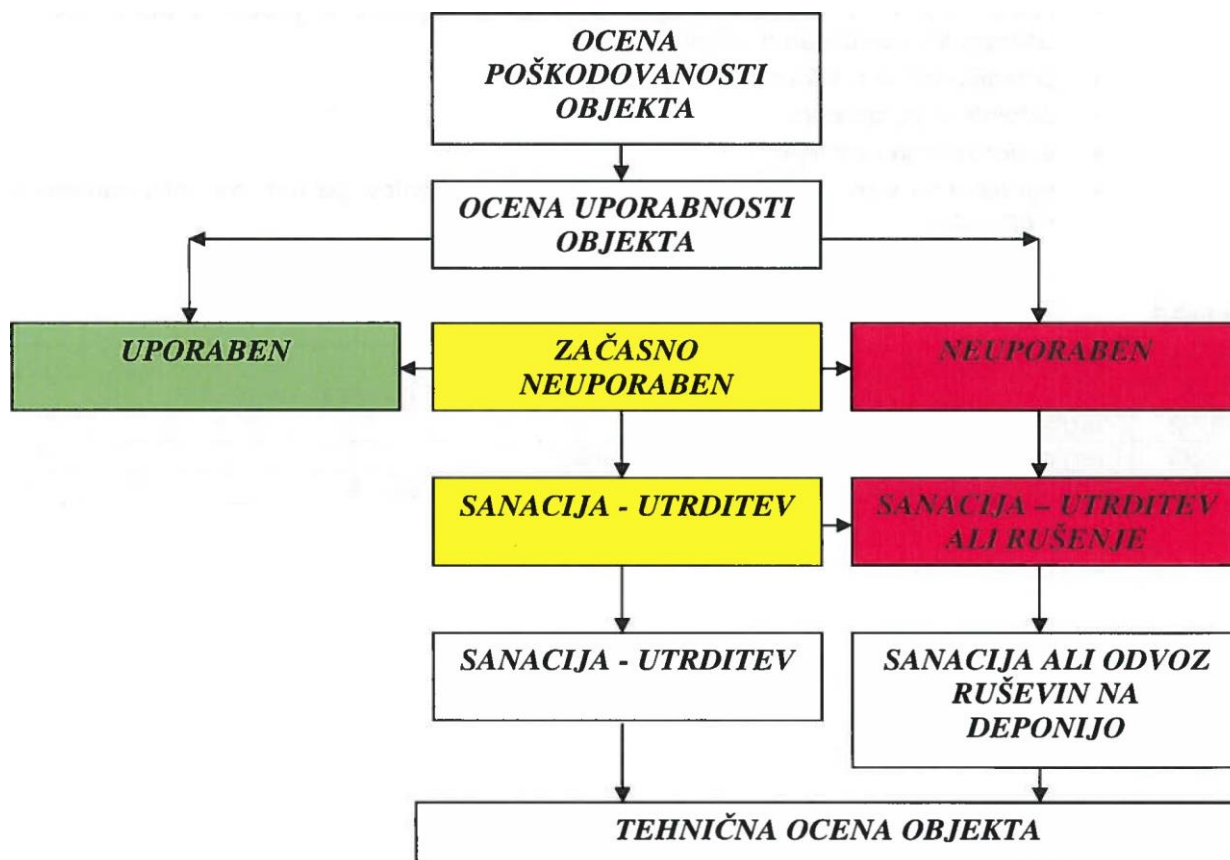 OCENA
POŠKODOVANOSTI
OBJEKTA
OCENA UPORABNOSTI
OBJEKTA
UPORABEN
ZAČASNO
NEUPORABEN
NEUPORABEN
SANACIJA - UTRDITEV
SANACIJA – UTRDITEV
ALI RUŠENJE
SANACIJA - UTRDITEV
SANACIJA ALI ODVOZ
RUŠEVIN NA
DEPONIJO
TEHNIČNA OCENA OBJEKTA